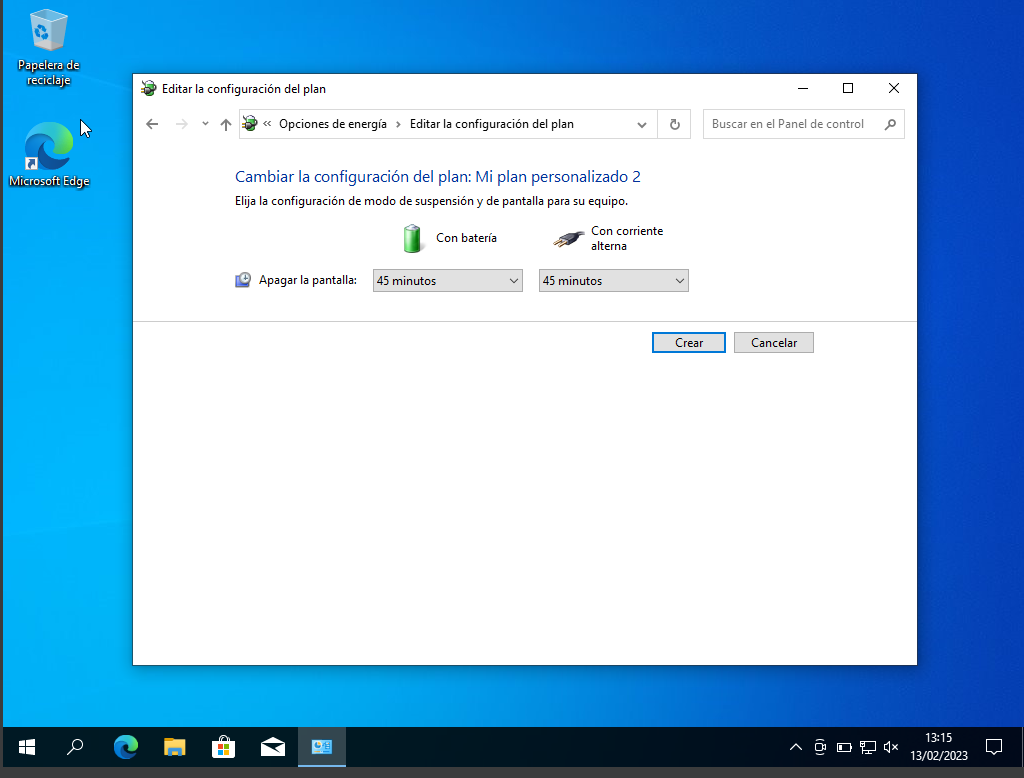 Papelera de
reciclaje
Microsoft Edge
Editar la configuración del plan
« Opciones de energía › Editar la configuración del plan
Buscar en el Panel de control
Cambiar la configuración del plan: Mi plan personalizado 2
Elija la configuración de modo de suspensión y de pantalla para su equipo.
Con batería
Con corriente
alterna
Apagar la pantalla:
45 minutos
45 minutos
Crear
Cancelar
13:15
13/02/2023